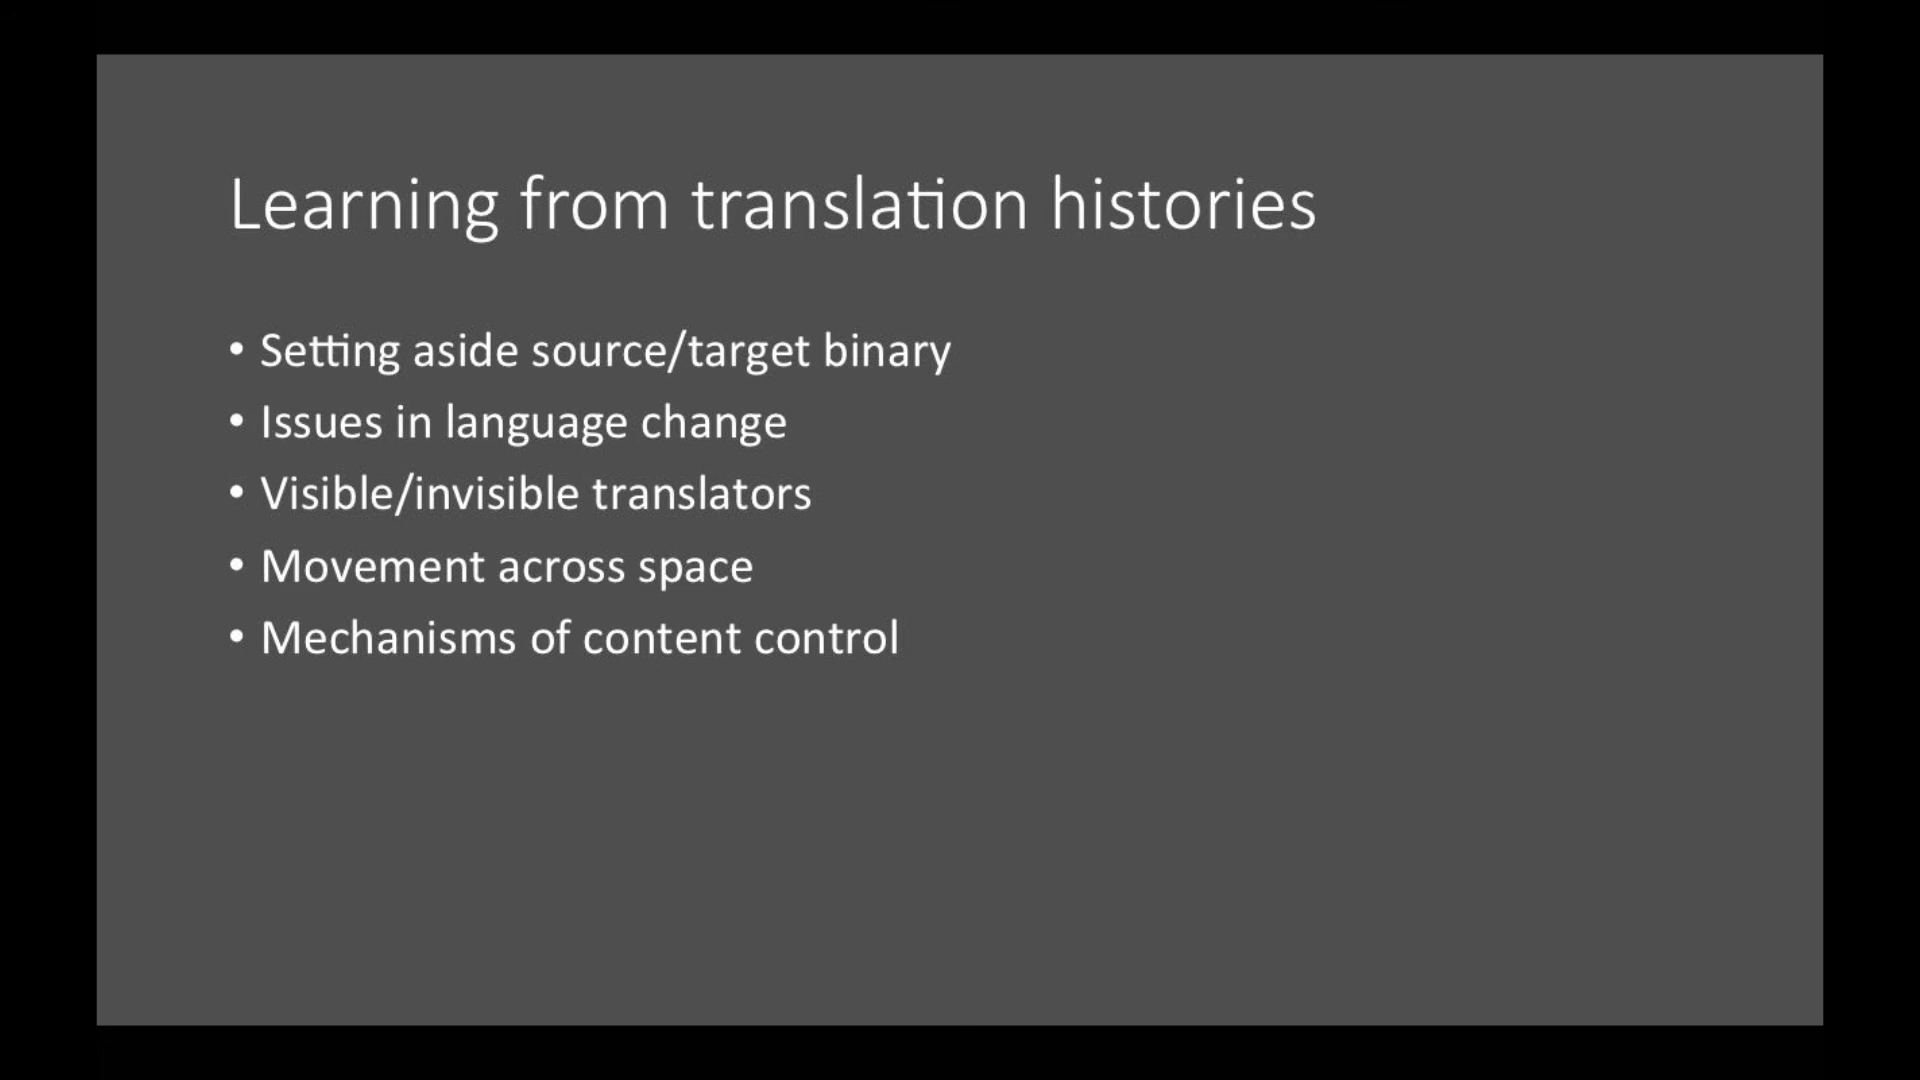 Learning from translation histories
• Setting aside source/target binary
• Issues in language change
• Visible/invisible translators
• Movement across space
• Mechanisms of content control